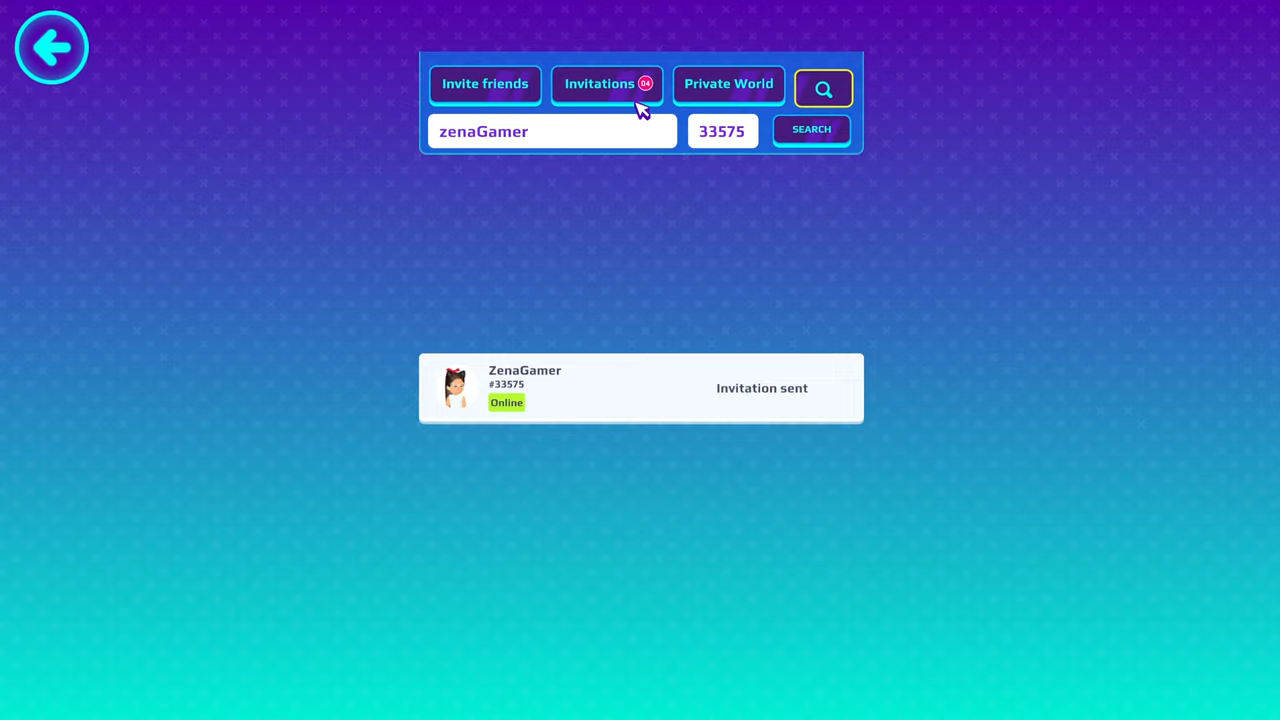 Invite friends
Invitations 04
Private World
zenaGamer
33575
SEARCH
ZenaGamer
#33575
Online
Invitation sent